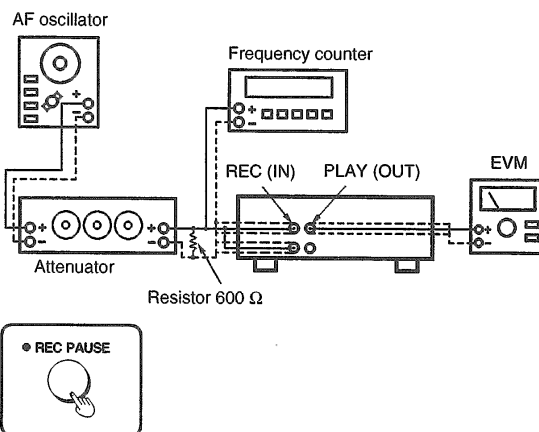 AF oscillator
+
−
Frequency counter
+
−
REC (IN) PLAY (OUT)
EVM
+
−
+
−
+
−
Attenuator
Resistor 600 Ω
● REC PAUSE